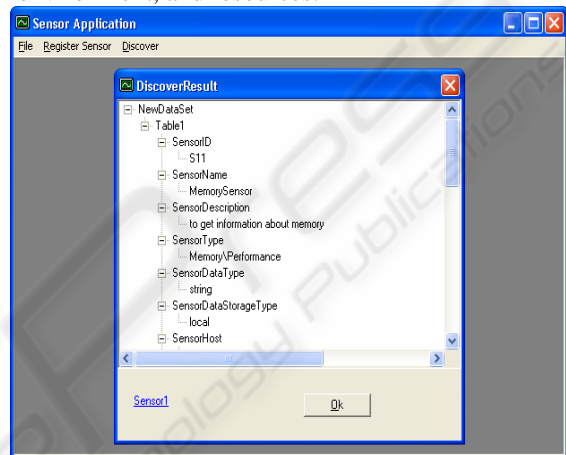 Sensor Application
File Register Sensor Discover
DiscoverResult
NewDataSet
Table1
SensorID
S11
SensorName
MemorySensor
SensorDescription
to get information about memory
SensorType
Memory\Performance
SensorDataType
string
SensorDataStorageType
local
SensorHost
Sensor1
Ok